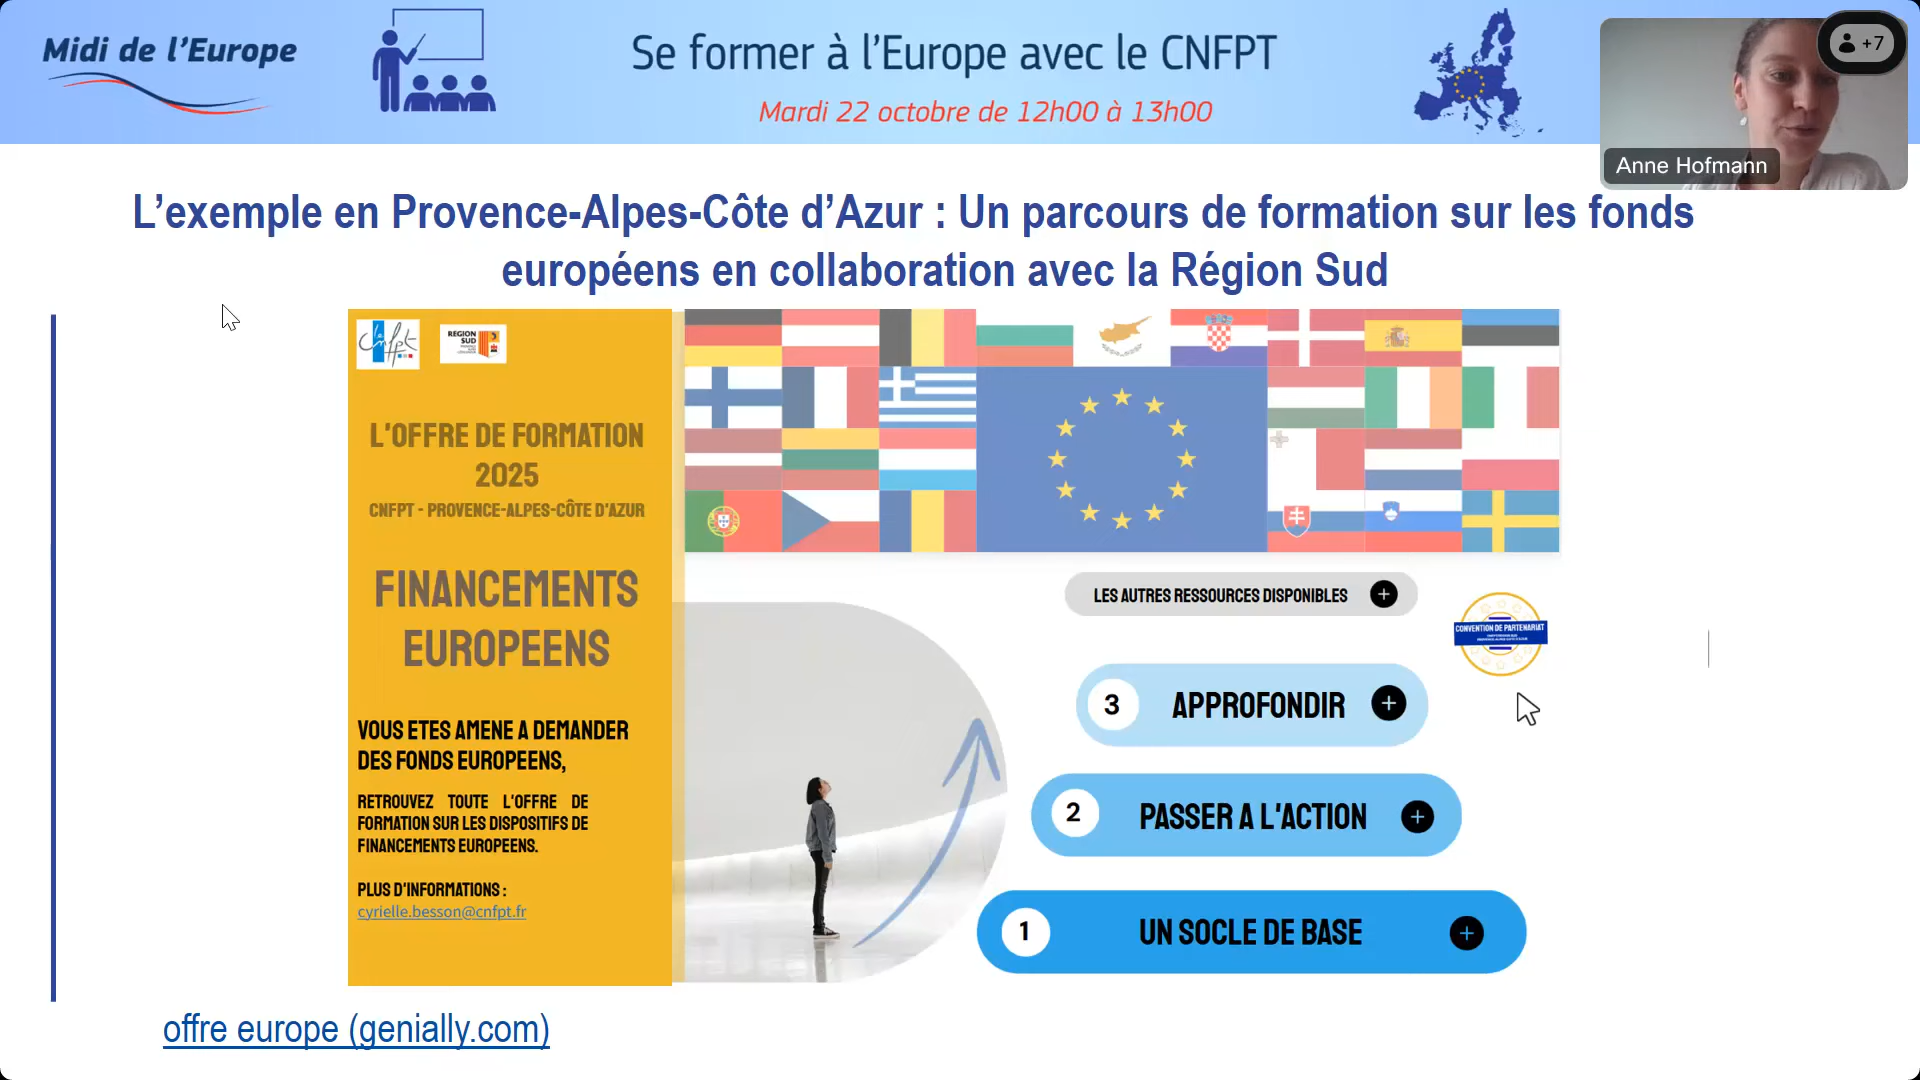 Midi de l'Europe
Se former à l'Europe avec le CNFPT
Mardi 22 octobre de 12h00 à 13h00
+7
Anne Hofmann
L'exemple en Provence-Alpes-Côte d'Azur : Un parcours de formation sur les fonds
européens en collaboration avec la Région Sud
cnfpt
REGION
SUD
L'OFFRE DE FORMATION
2025
CNFPT - PROVENCE-ALPES-CÔTE D'AZUR
FINANCEMENTS
EUROPEENS
VOUS ETES AMENE A DEMANDER
DES FONDS EUROPEENS,
RETROUVEZ TOUTE L'OFFRE DE
FORMATION SUR LES DISPOSITIFS DE
FINANCEMENTS EUROPEENS.
PLUS D'INFORMATIONS :
cyrielle.besson@cnfpt.fr
LES AUTRES RESSOURCES DISPONIBLES
CONVENTION DE PARTENARIAT
3 APPROFONDIR
2 PASSER A L'ACTION
1 UN SOCLE DE BASE
offre europe (genially.com)